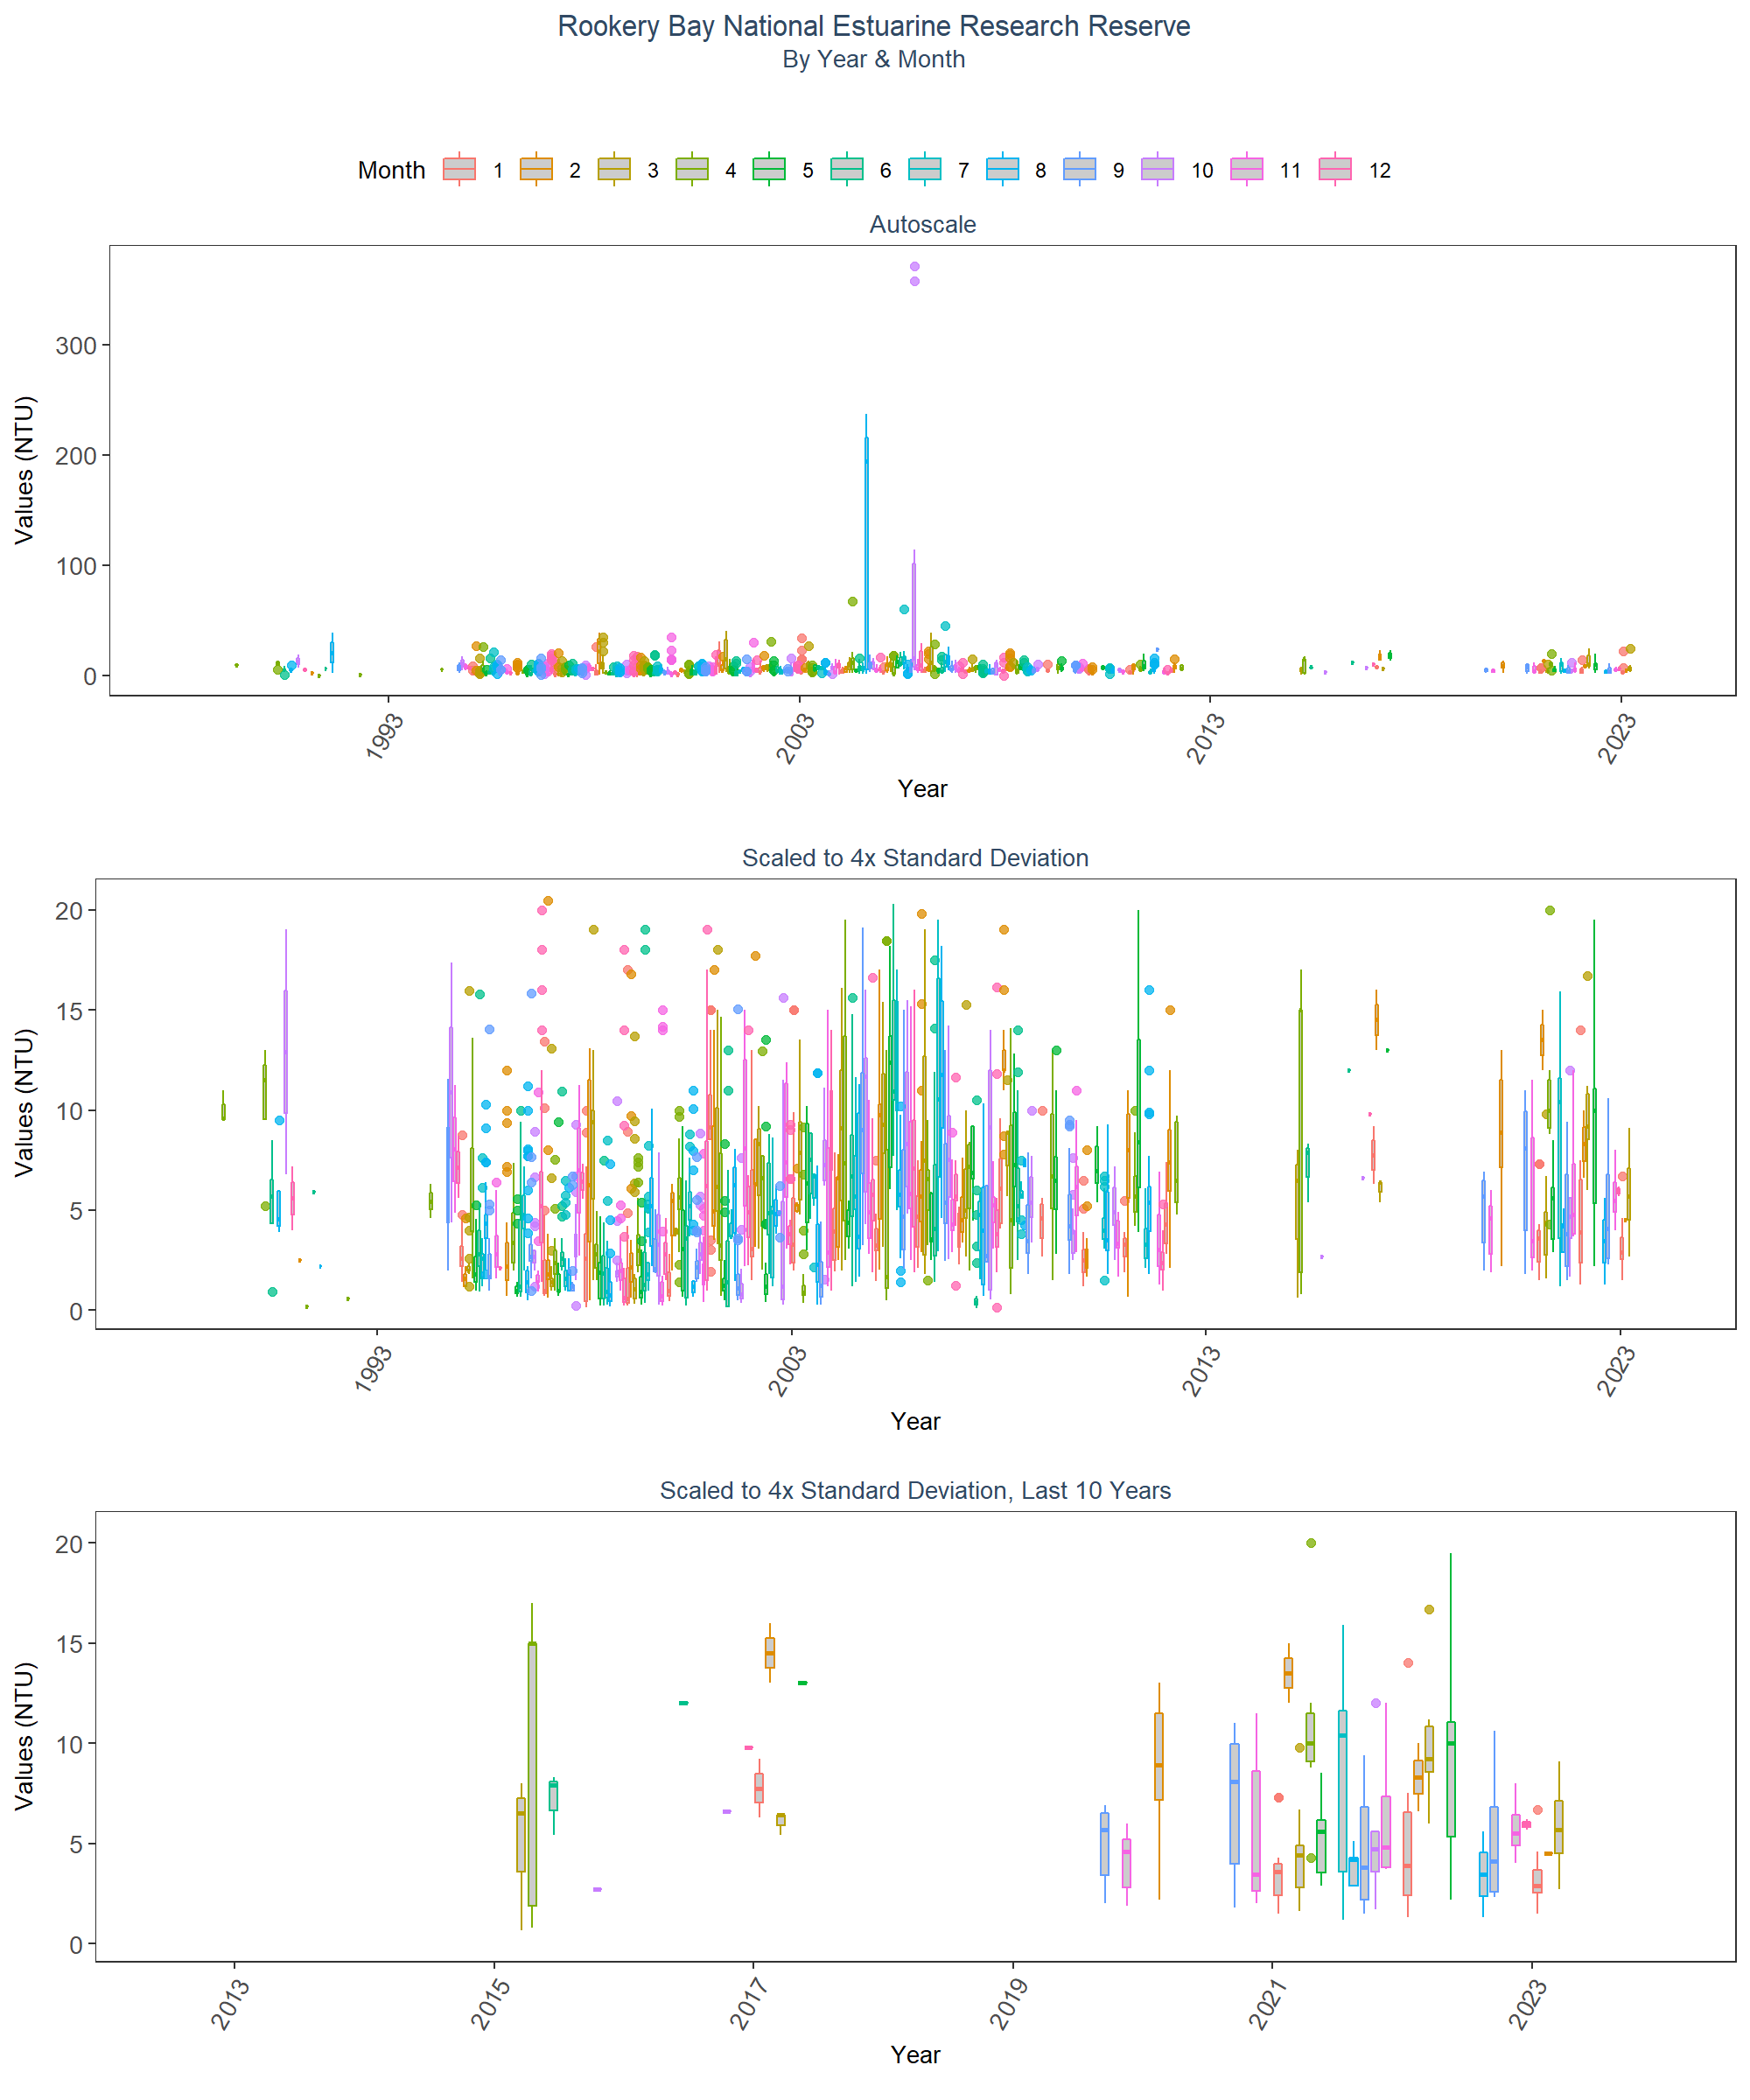 Rookery Bay National Estuarine Research Reserve
By Year & Month
Month 1 2 3 4 5 6 7 8 9 10 11 12
Autoscale
Values (NTU)
300
200
100
0
1993 2003 2013 2023
Year
Scaled to 4x Standard Deviation
Values (NTU)
20
15
10
5
0
1993 2003 2013 2023
Year
Scaled to 4x Standard Deviation, Last 10 Years
Values (NTU)
20
15
10
5
0
2013 2015 2017 2019 2021 2023
Year